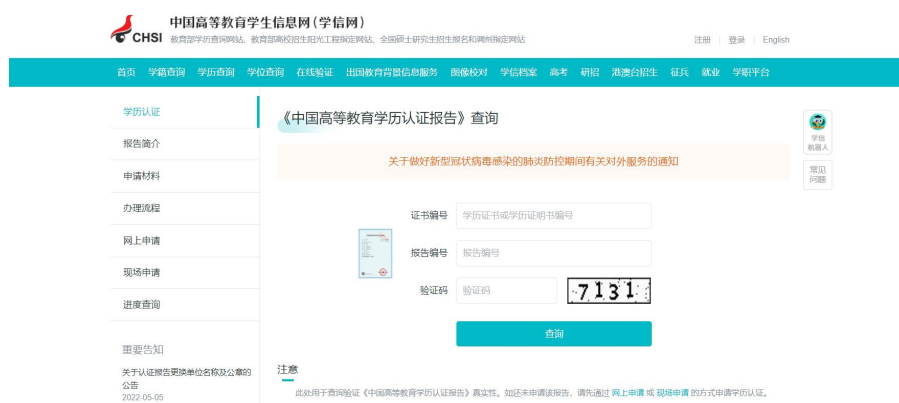 中国高等教育学生信息网(学信网)
CHSI 教育部学历查询网站、教育部高校招生阳光工程指定网站、全国硕士研究生招生报名和调剂指定网站
注册 登录 English
首页 学籍查询 学历查询 学位查询 在线验证 出国教育背景信息服务 图像校对 学信档案 高考 研招 港澳台招生 征兵 就业 学职平台
学历认证
报告简介
申请材料
办理流程
网上申请
现场申请
进度查询
重要告知
关于认证报告更换单位名称及公章的
公告
2022-05-05
《中国高等教育学历认证报告》查询
关于做好新型冠状病毒感染的肺炎防控期间有关对外服务的通知
证书编号 学历证书或学历证明书编号
报告编号 报告编号
验证码 验证码 7131
查询
注意
此处用于查询验证《中国高等教育学历认证报告》真实性。如还未申请该报告,请先通过 网上申请 或 现场申请 的方式申请学历认证。
学信
机器人
常见
问题